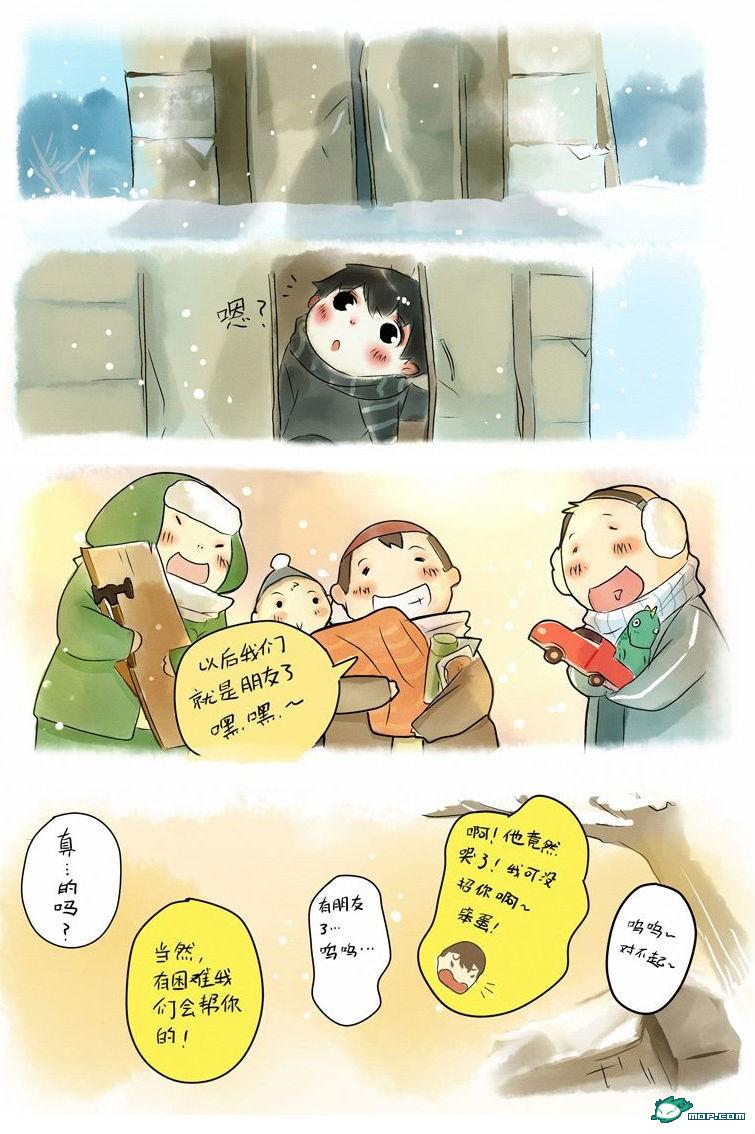 嗯?
以后我们
就是朋友了
嘿.嘿.~
真...
的吗?
当然,
有困难我
们会帮你
的!
有朋友
了...
呜呜...
啊!他竟然
哭了!我可没
招你啊~
笨蛋!
呜呜~
对不起~
MOP.COM